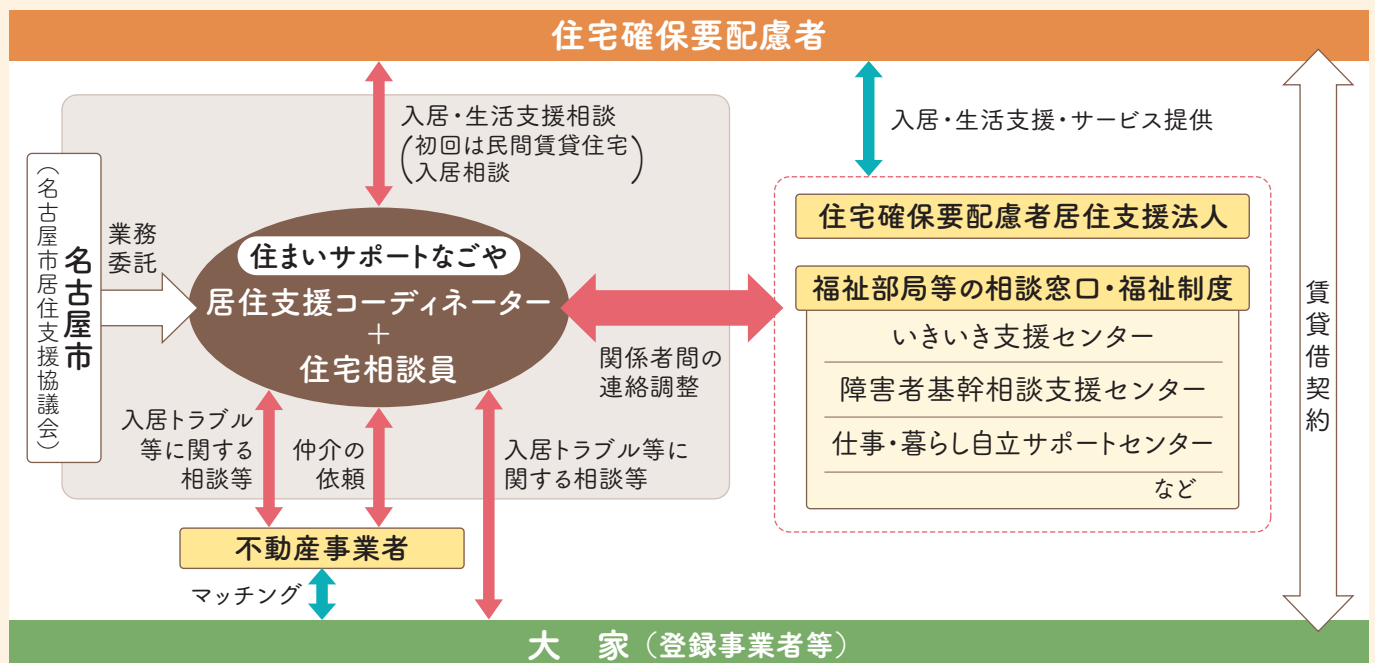 住宅確保要配慮者
入居・生活支援相談
(初回は民間賃貸住宅
入居相談)
入居・生活支援・サービス提供
名古屋市
（名古屋市居住支援協議会）
業務
委託
住まいサポートなごや
居住支援コーディネーター
＋
住宅相談員
関係者間の
連絡調整
住宅確保要配慮者居住支援法人
福祉部局等の相談窓口・福祉制度
いきいき支援センター
障害者基幹相談支援センター
仕事・暮らし自立サポートセンター
など
賃貸借契約
入居トラブル
等に関する
相談等
仲介の
依頼
入居トラブル等に
関する相談等
不動産事業者
マッチング
大　家（登録事業者等）